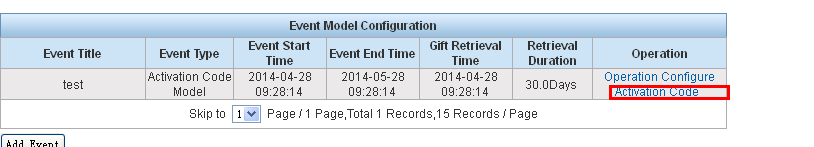 Event Model Configuration
Event Title Event Type Event Start Time Event End Time Gift Retrieval Time Retrieval Duration Operation
test Activation Code Model 2014-04-28 09:28:14 2014-05-28 09:28:14 2014-04-28 09:28:14 30.0Days Operation Configure Activation Code
Skip to 1 Page / 1 Page,Total 1 Records,15 Records / Page
Add Event